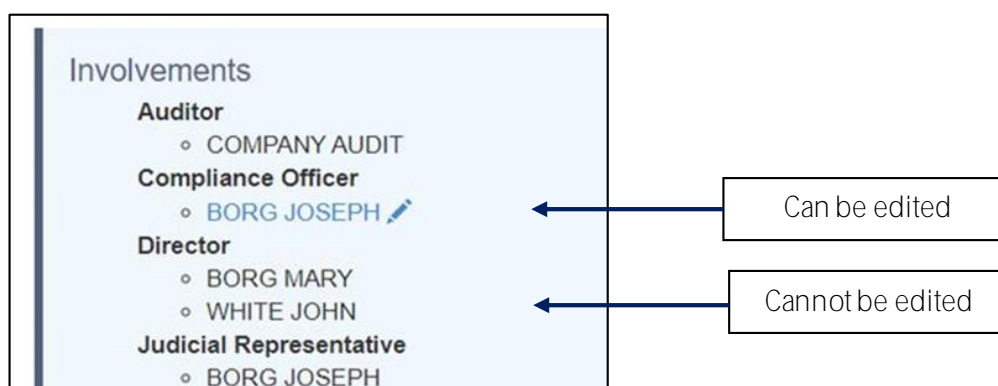 Involvements
Auditor
COMPANY AUDIT
Compliance Officer
BORG JOSEPH
Can be edited
Director
BORG MARY
WHITE JOHN
Cannot be edited
Judicial Representative
BORG JOSEPH